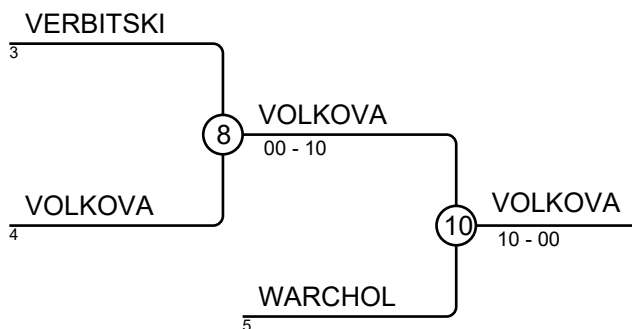 VERBITSKI
3
8
VOLKOVA
00 - 10
VOLKOVA
4
10
VOLKOVA
10 - 00
WARCHOL
5